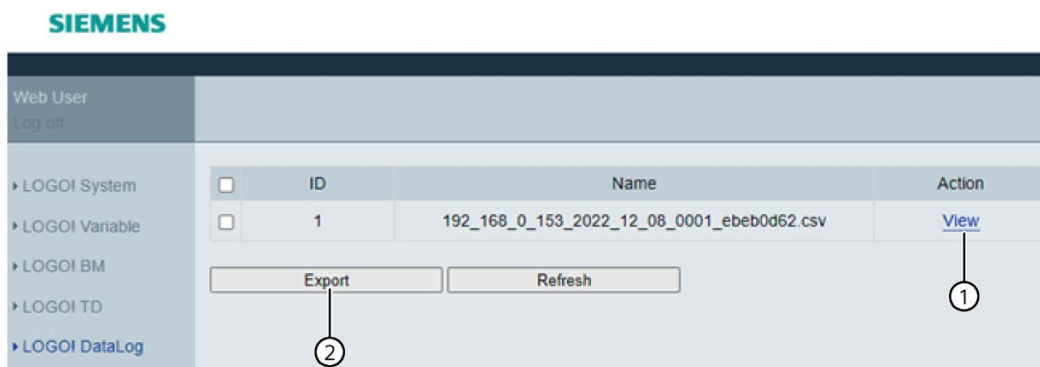 SIEMENS
Web User
Log off
LOGO! System
LOGO! Variable
LOGO! BM
LOGO! TD
LOGO! DataLog
ID Name Action
1 192_168_0_153_2022_12_08_0001_ebeb0d62.csv View
Export Refresh
1
2